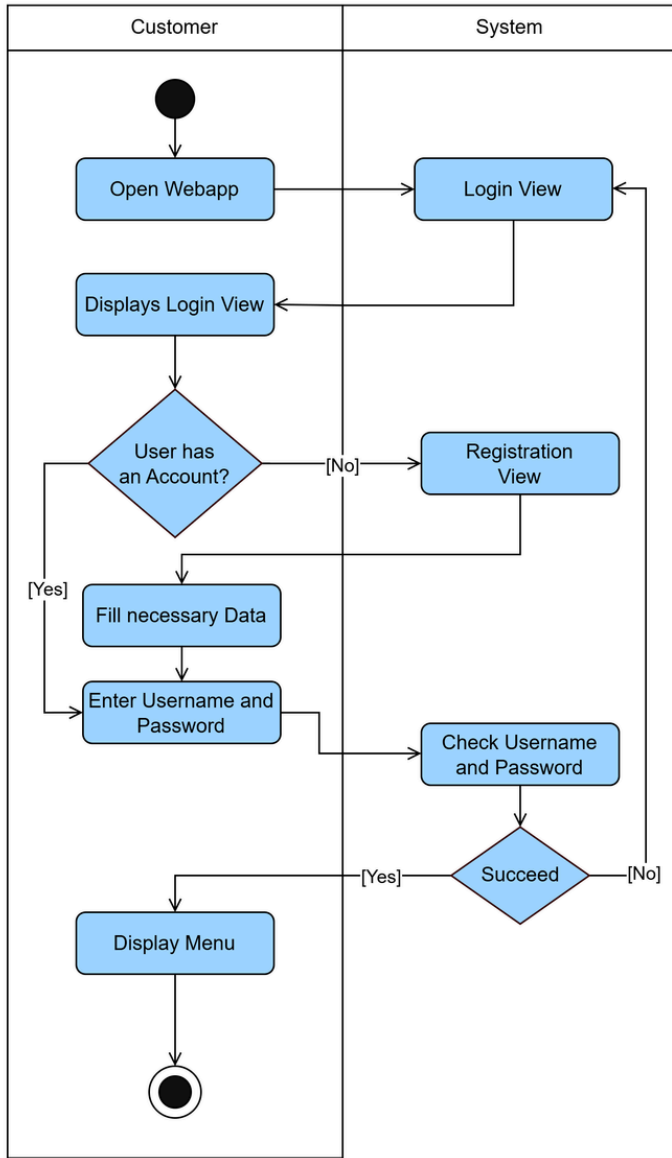 Customer
System
Open Webapp
Login View
Displays Login View
User has
an Account?
[No]
Registration
View
[Yes]
Fill necessary Data
Enter Username and
Password
Check Username
and Password
Succeed
[Yes]
[No]
Display Menu